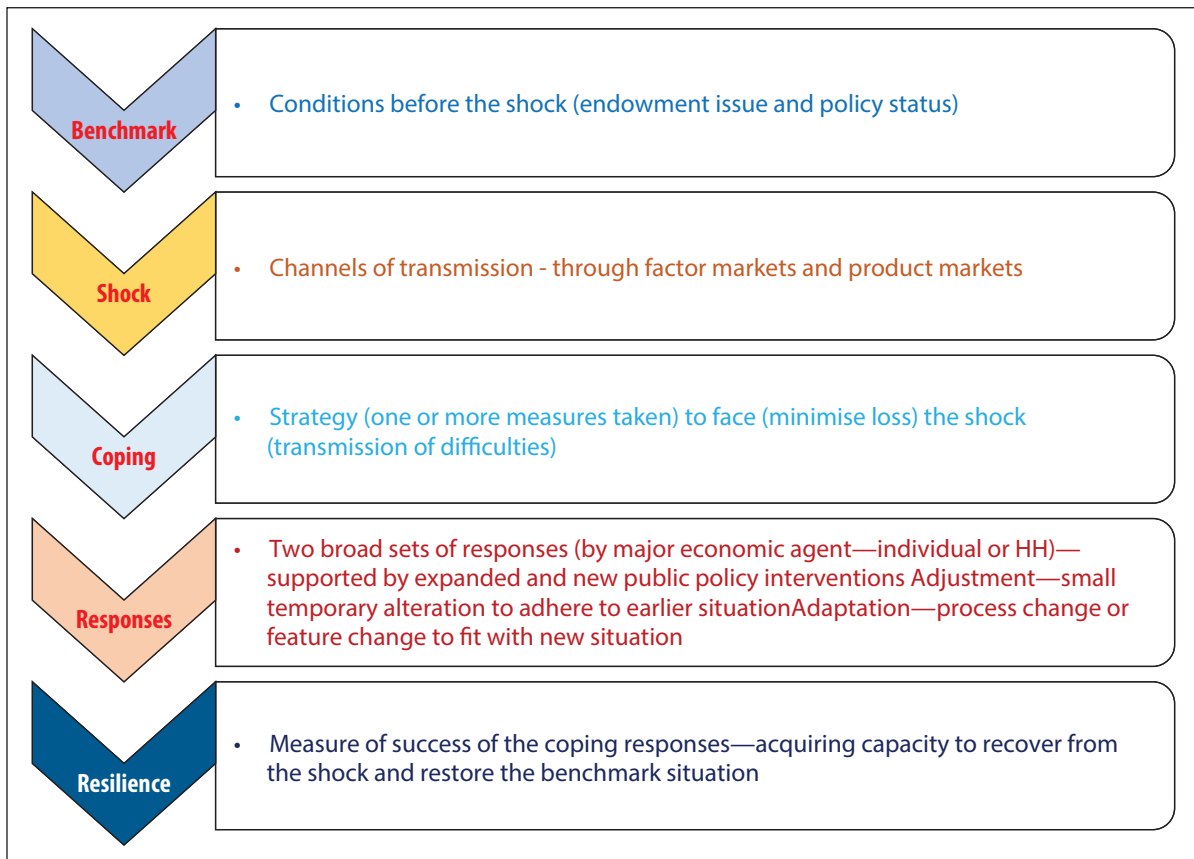 Benchmark
• Conditions before the shock (endowment issue and policy status)
Shock
• Channels of transmission - through factor markets and product markets
Coping
• Strategy (one or more measures taken) to face (minimise loss) the shock
(transmission of difficulties)
Responses
• Two broad sets of responses (by major economic agent—individual or HH)—
supported by expanded and new public policy interventions Adjustment—small
temporary alteration to adhere to earlier situationAdaptation—process change or
feature change to fit with new situation
Resilience
• Measure of success of the coping responses—acquiring capacity to recover from
the shock and restore the benchmark situation